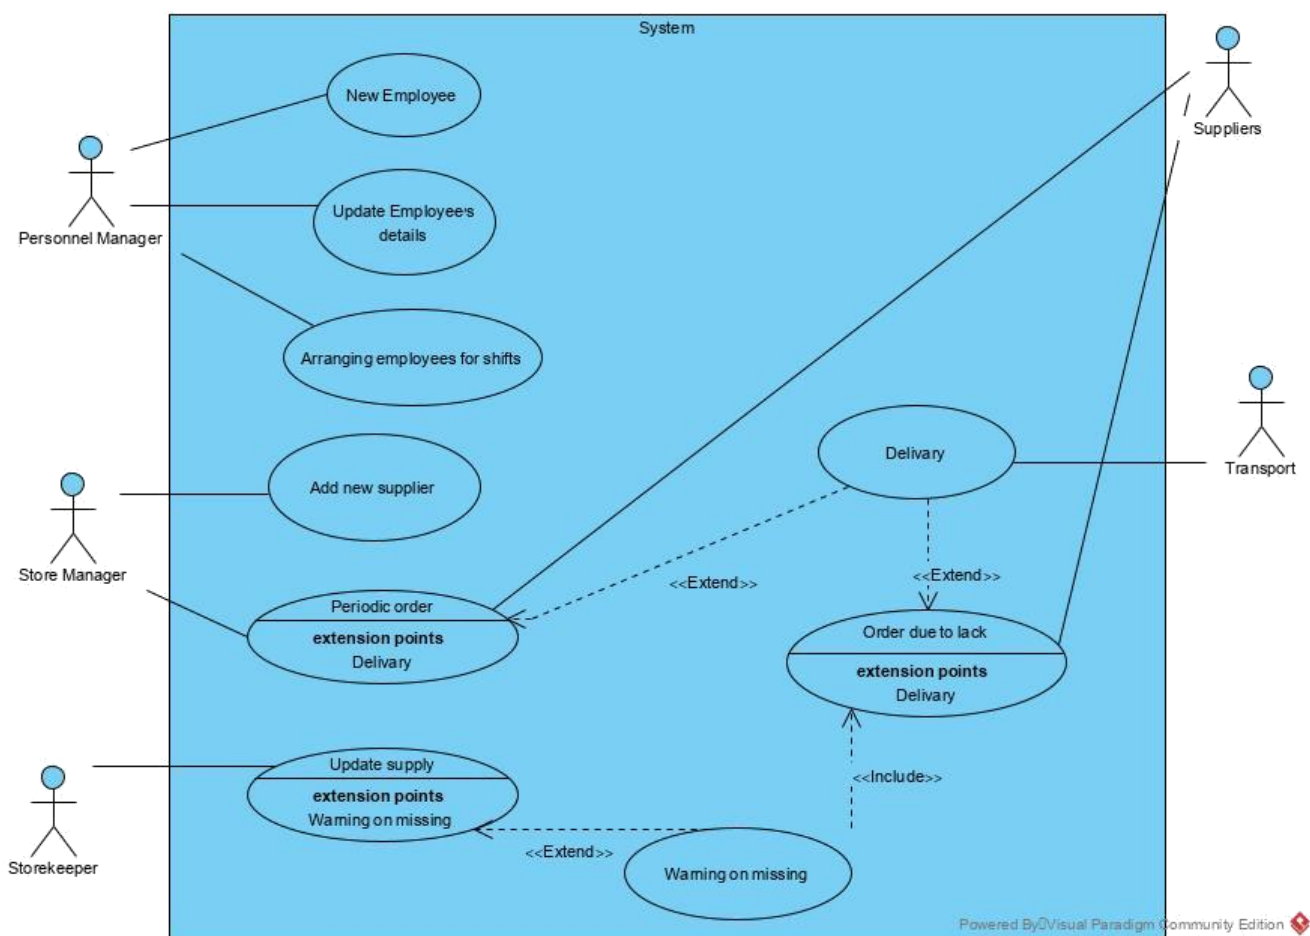 System
New Employee
Suppliers
Personnel Manager
Update Employee's
details
Arranging employees for shifts
Delivary
Transport
Add new supplier
Store Manager
<<Extend>>
<<Extend>>
Periodic order
extension points
Delivary
Order due to lack
extension points
Delivary
Update supply
extension points
Warning on missing
<<Include>>
Storekeeper
<<Extend>>
Warning on missing
Powered By Visual Paradigm Community Edition